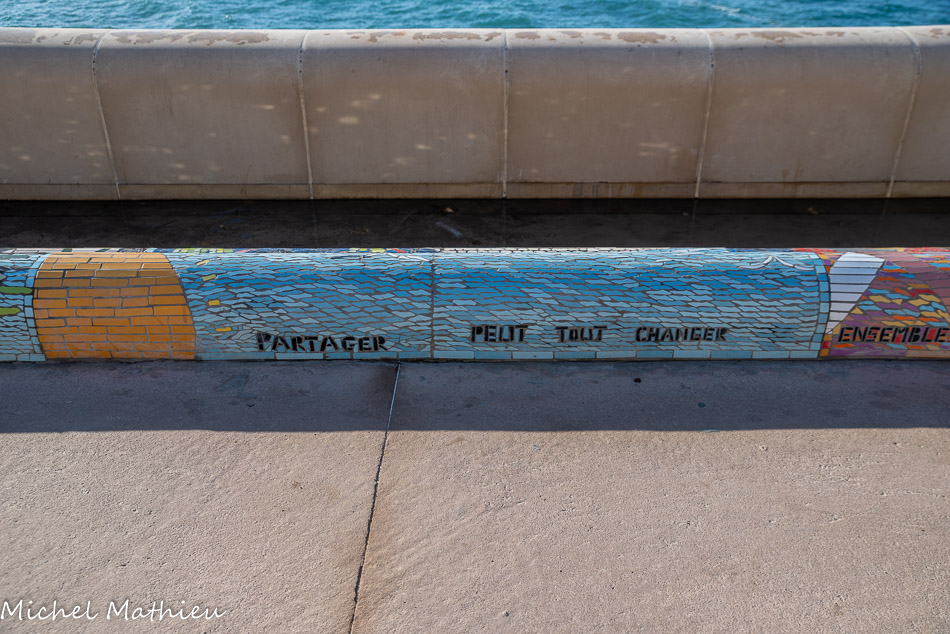 PARTAGER PEUT TOUT CHANGER ENSEMBLE
Michel Mathieu